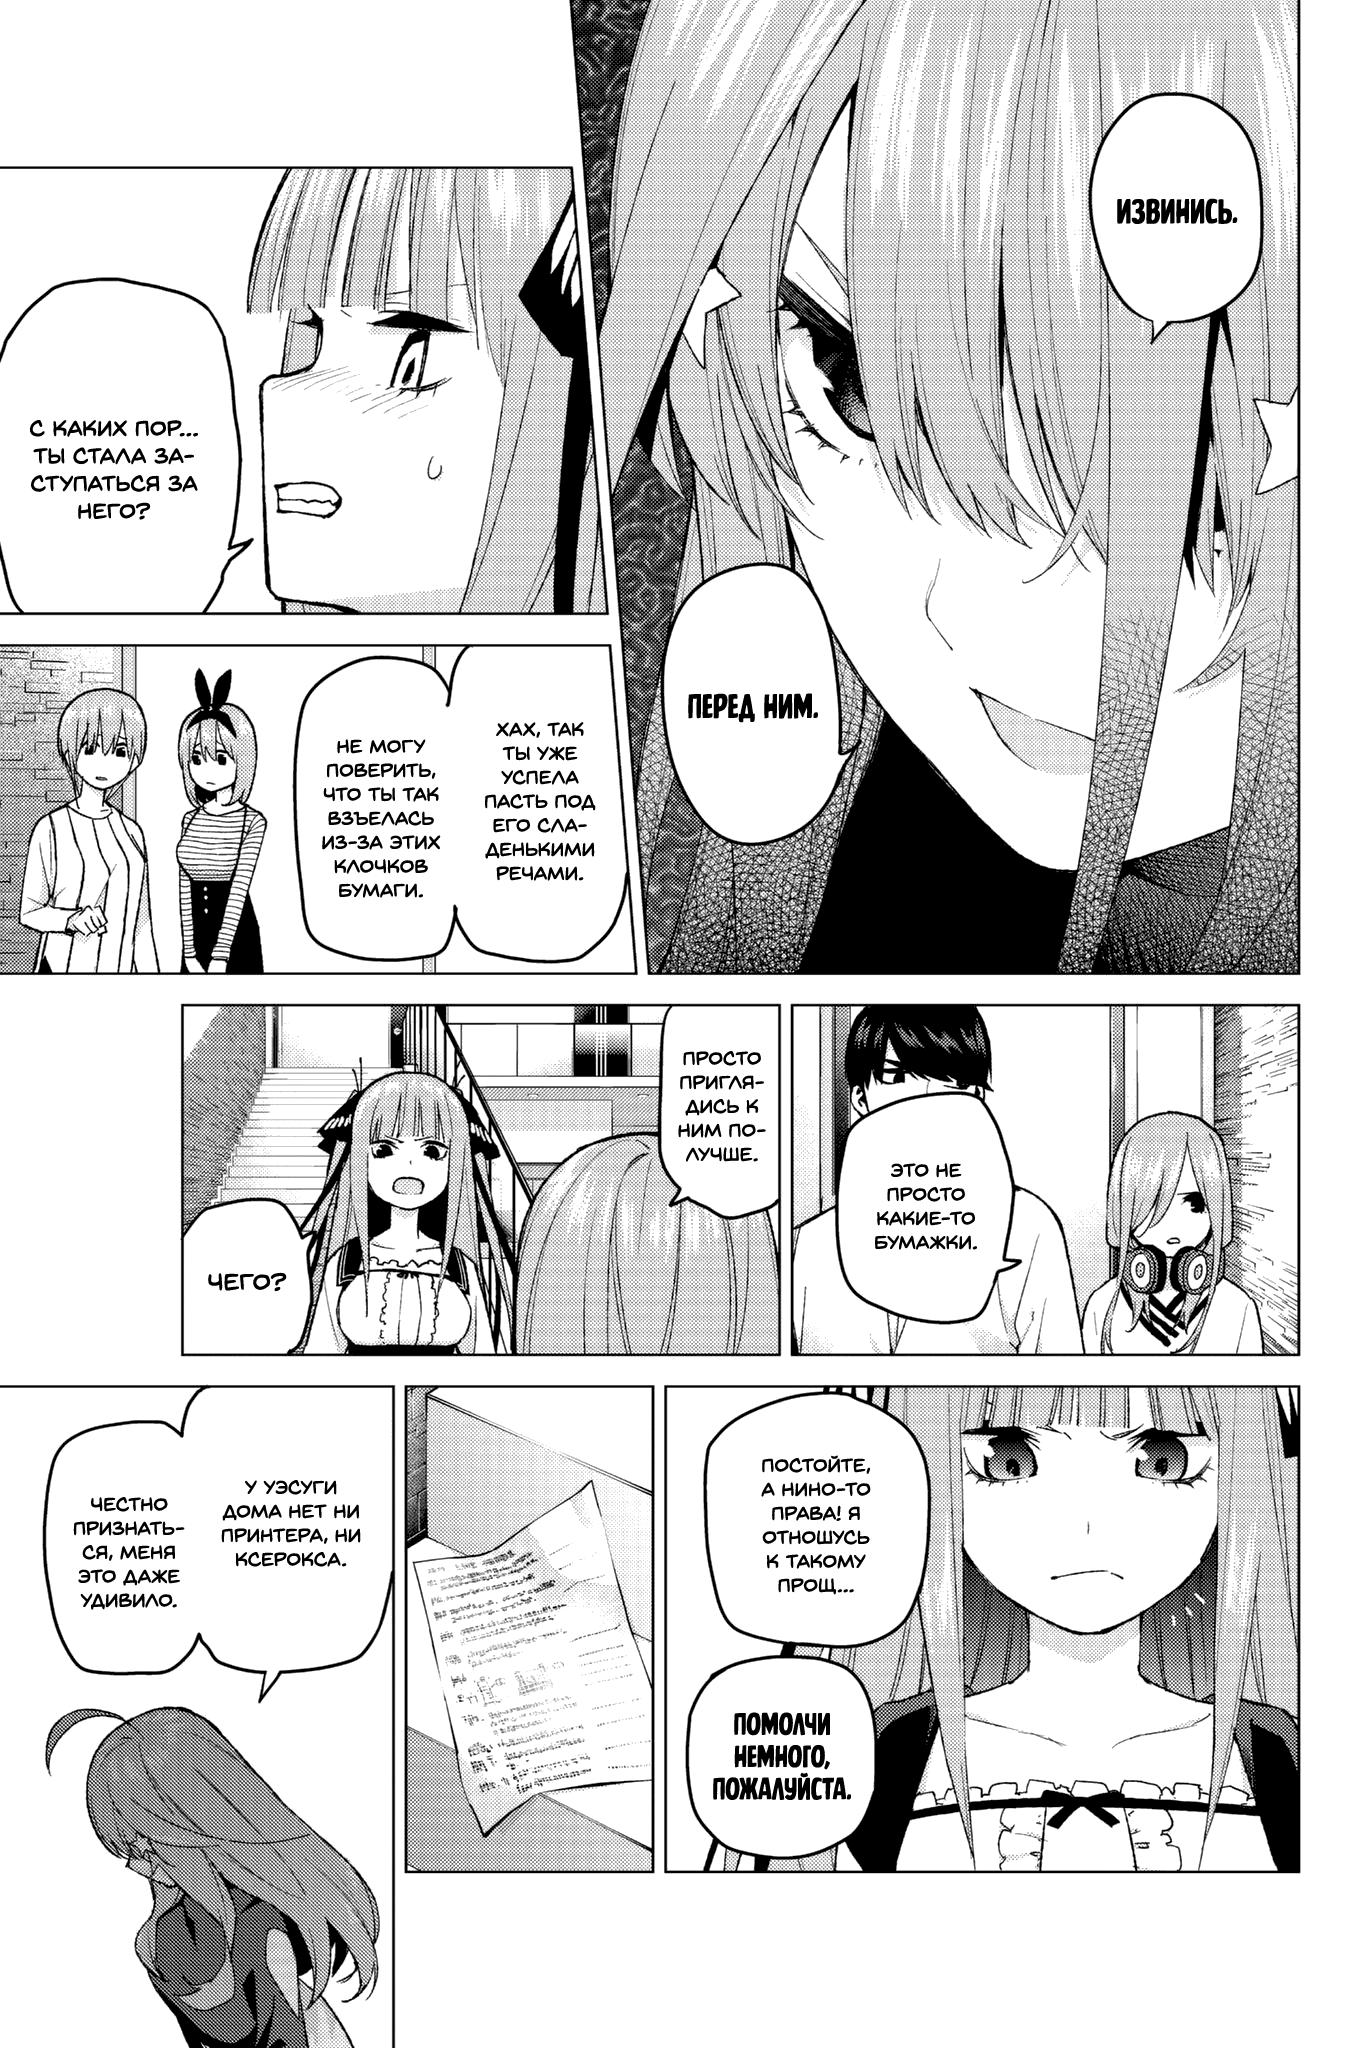 ИЗВИНИСЬ.
ПЕРЕД НИМ.
С КАКИХ ПОР...
ТЫ СТАЛА ЗА-
СТУПАТЬСЯ ЗА
НЕГО?
ХАХ, ТАК
ТЫ УЖЕ
УСПЕЛА
ПАСТЬ ПОД
ЕГО СЛА-
ДЕНЬКИМИ
РЕЧАМИ.
НЕ МОГУ
ПОВЕРИТЬ,
ЧТО ТЫ ТАК
ВЗЪЕЛАСЬ
ИЗ-ЗА ЭТИХ
КЛОЧКОВ
БУМАГИ.
ЭТО НЕ
ПРОСТО
КАКИЕ-ТО
БУМАЖКИ.
ПРОСТО
ПРИГЛЯ-
ДИСЬ К
НИМ ПО-
ЛУЧШЕ.
ЧЕГО?
ПОСТОЙТЕ,
А НИНО-ТО
ПРАВА! Я
ОТНОШУСЬ
К ТАКОМУ
ПРОЩ...
ПОМОЛЧИ
НЕМНОГО,
ПОЖАЛУЙСТА.
У УЭСУГИ
ДОМА НЕТ НИ
ПРИНТЕРА, НИ
КСЕРОКСА.
ЧЕСТНО
ПРИЗНАТЬ-
СЯ, МЕНЯ
ЭТО ДАЖЕ
УДИВИЛО.